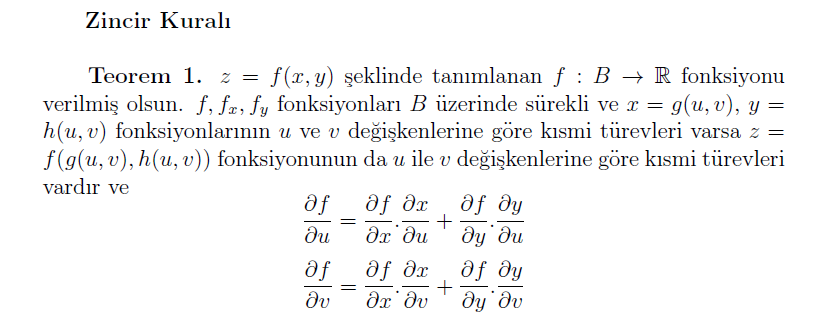 Zincir Kuralı
Teorem 1. z = f(x, y) şeklinde tanımlanan f : B → ℝ fonksiyonu
verilmiş olsun. f, fₓ, f_y fonksiyonları B üzerinde sürekli ve x = g(u, v), y =
h(u, v) fonksiyonlarının u ve v değişkenlerine göre kısmi türevleri varsa z =
f(g(u, v), h(u, v)) fonksiyonunun da u ile v değişkenlerine göre kısmi türevleri
vardır ve
∂f/∂u = ∂f/∂x . ∂x/∂u + ∂f/∂y . ∂y/∂u
∂f/∂v = ∂f/∂x . ∂x/∂v + ∂f/∂y . ∂y/∂v